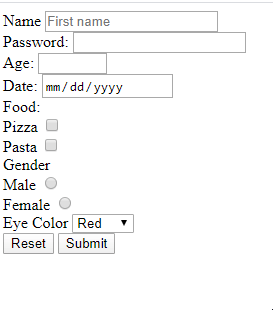 Name First name
Password:
Age:
Date: mm/dd/yyyy
Food:
Pizza
Pasta
Gender
Male
Female
Eye Color Red
Reset Submit